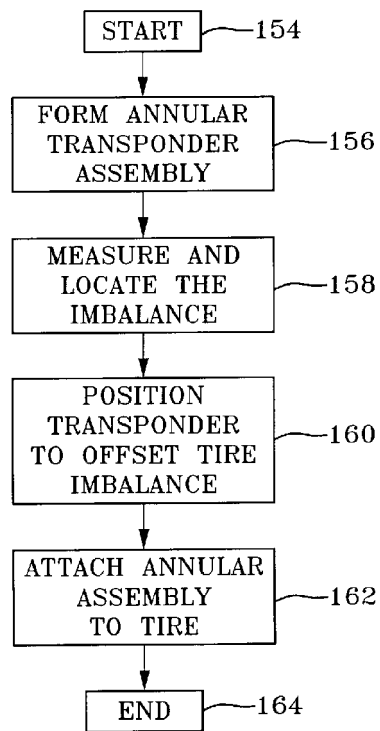 START
154
FORM ANNULAR
TRANSPONDER
ASSEMBLY
156
MEASURE AND
LOCATE THE
IMBALANCE
158
POSITION
TRANSPONDER
TO OFFSET TIRE
IMBALANCE
160
ATTACH ANNULAR
ASSEMBLY
TO TIRE
162
END
164